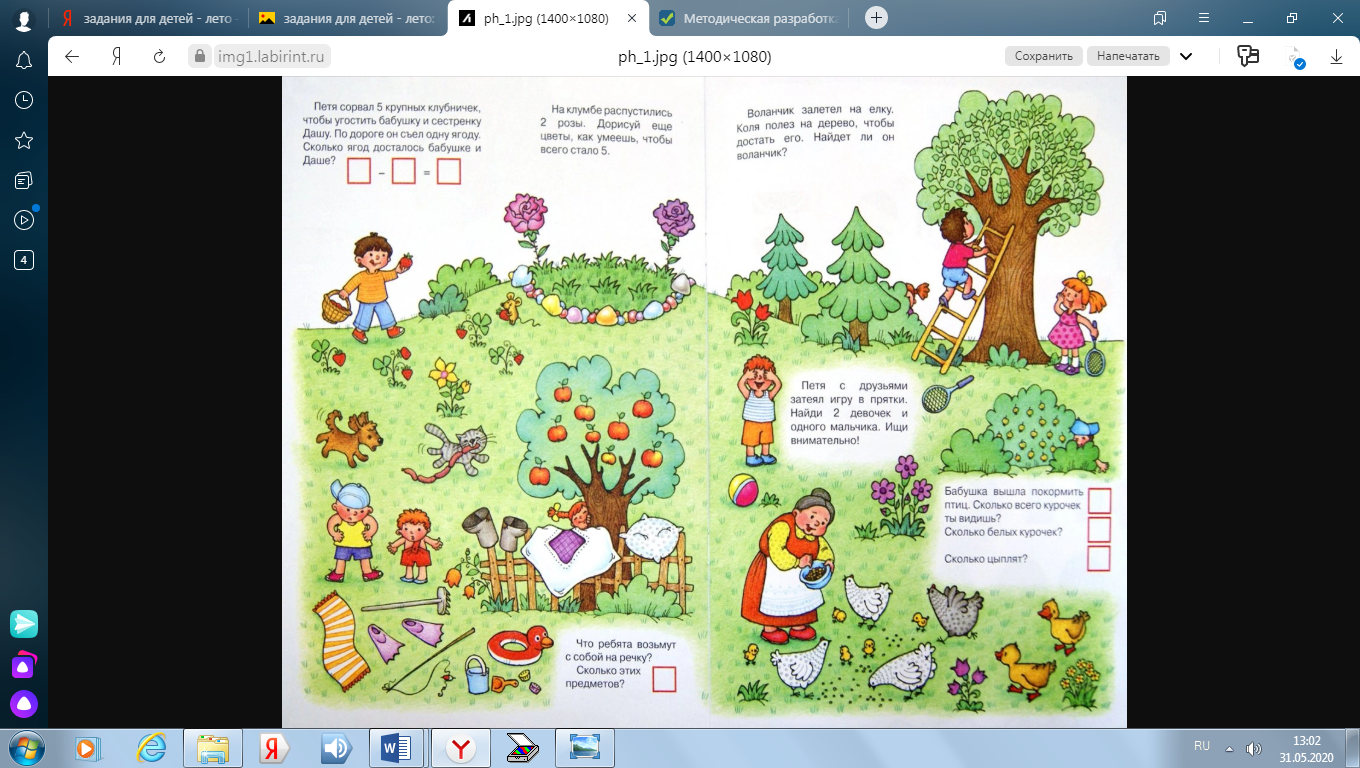 задания для детей - лето
задания для детей - лето:
ph_1.jpg (1400×1080)
Методическая разработка
img1.labirint.ru
ph_1.jpg (1400×1080)
Сохранить
Напечатать
4
Петя сорвал 5 крупных клубничек,
чтобы угостить бабушку и сестренку
Дашу. По дороге он съел одну ягоду.
Сколько ягод досталось бабушке и
Даше?
– =
На клумбе распустились
2 розы. Дорисуй еще
цветы, как умеешь, чтобы
всего стало 5.
Воланчик залетел на елку.
Коля полез на дерево, чтобы
достать его. Найдет ли он
воланчик?
Петя с друзьями
затеял игру в прятки.
Найди 2 девочек и
одного мальчика. Ищи
внимательно!
Бабушка вышла покормить
птиц. Сколько всего курочек
ты видишь?
Сколько белых курочек?
Сколько цыплят?
Что ребята возьмут
с собой на речку?
Сколько этих
предметов?
RU
13:02
31.05.2020